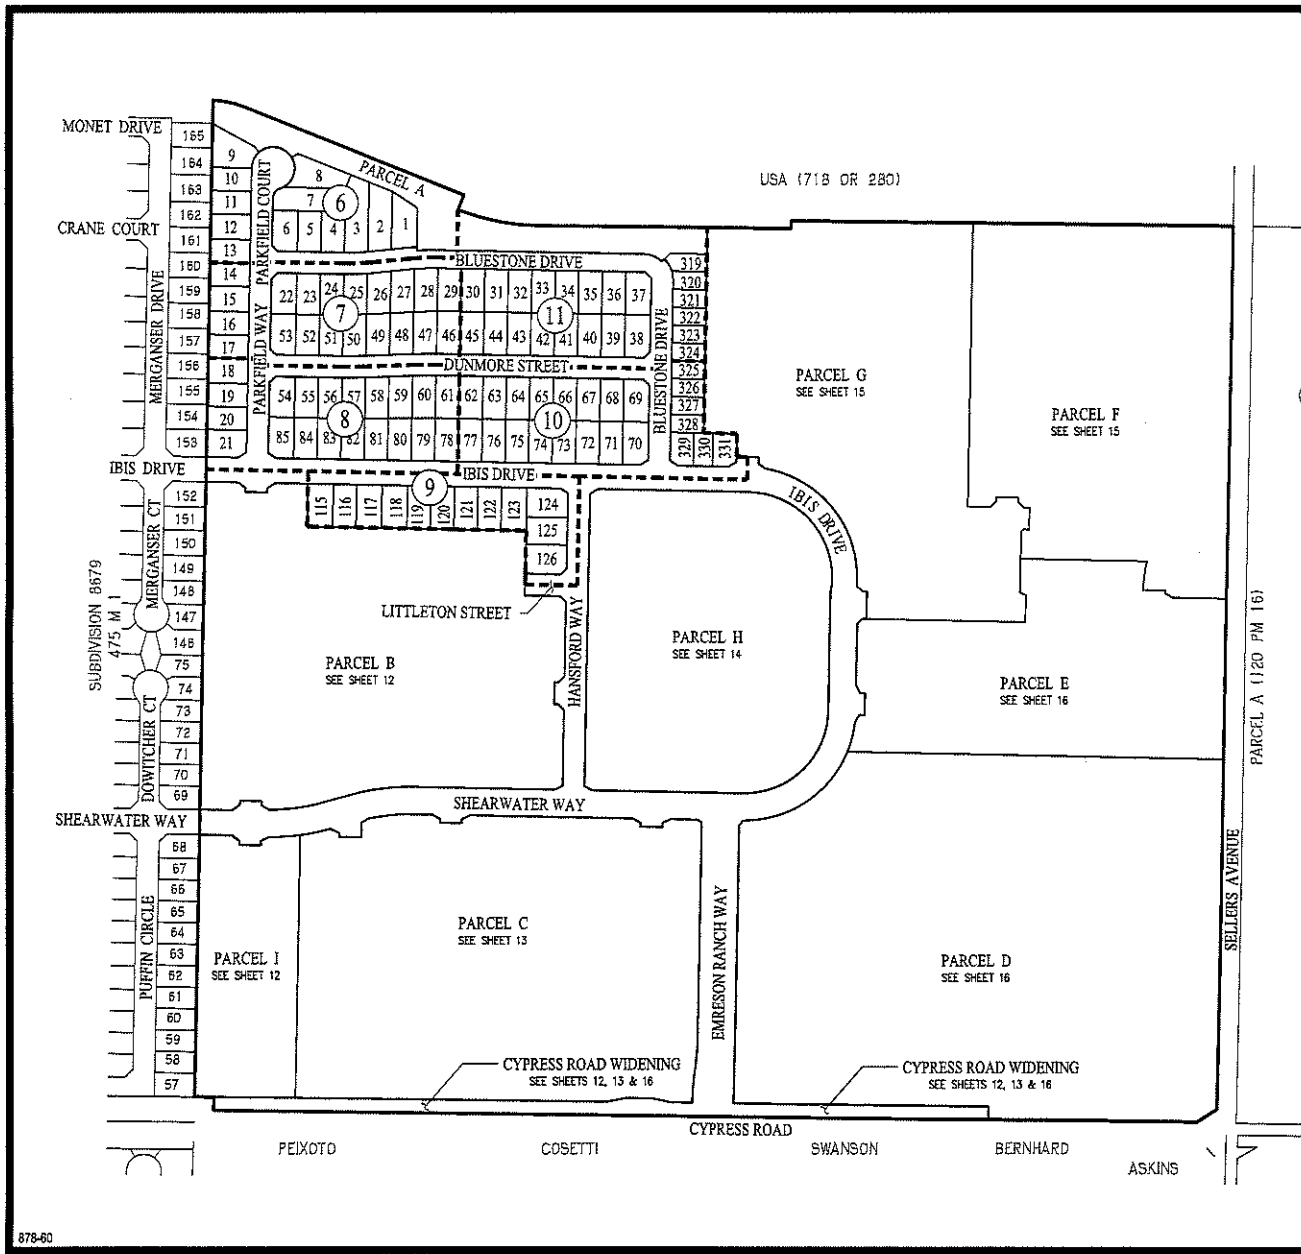 MONET DRIVE
CRANE COURT
MERGANSER DRIVE
IBIS DRIVE
MERGANSER CT
SUBDIVISION 8679
475 M 1
DOWITCHER CT
SHEARWATER WAY
PUFFIN CIRCLE
165
164
163
162
161
160
159
158
157
156
155
154
153
152
151
150
149
148
147
146
75
74
73
72
71
70
69
68
67
66
65
64
63
62
61
60
59
58
57
9
10
11
12
13
14
15
16
17
18
19
20
21
PARKFIELD COURT
PARKFIELD WAY
PARCEL A
USA (718 OR 280)
8
7
6
6 5 4 3 2 1
BLUESTONE DRIVE
22 23 24 25 26 27 28 29 30 31 32 33 34 35 36 37
7
11
53 52 51 50 49 48 47 46 45 44 43 42 41 40 39 38
DUNMORE STREET
54 55 56 57 58 59 60 61 62 63 64 65 66 67 68 69
8
10
85 84 83 82 81 80 79 78 77 76 75 74 73 72 71 70
BLUESTONE DRIVE
319
320
321
322
323
324
325
326
327
328
329 330 331
IBIS DRIVE
9
115 116 117 118 119 120 121 122 123
124
125
126
IBIS DRIVE
LITTLETON STREET
HANSFORD WAY
PARCEL G
SEE SHEET 15
PARCEL F
SEE SHEET 15
PARCEL B
SEE SHEET 12
PARCEL H
SEE SHEET 14
PARCEL E
SEE SHEET 16
PARCEL A (120 PM 16)
SHEARWATER WAY
SELLERS AVENUE
EMRESON RANCH WAY
PARCEL I
SEE SHEET 12
PARCEL C
SEE SHEET 13
PARCEL D
SEE SHEET 16
CYPRESS ROAD WIDENING
SEE SHEETS 12, 13 & 16
CYPRESS ROAD WIDENING
SEE SHEETS 12, 13 & 16
CYPRESS ROAD
PEIXOTO
COSETTI
SWANSON
BERNHARD
ASKINS
878-60